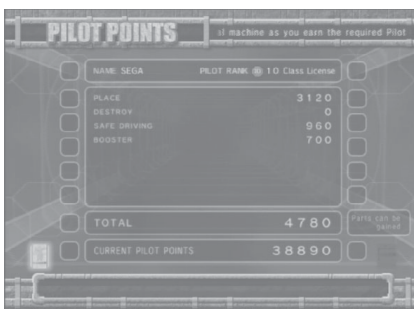 PILOT POINTS
st machine as you earn the required Pilot
NAME SEGA PILOT RANK 10 Class License
PLACE 3120
DESTROY 0
SAFE DRIVING 960
BOOSTER 700
TOTAL 4780
Parts can be
gained
CURRENT PILOT POINTS 38890